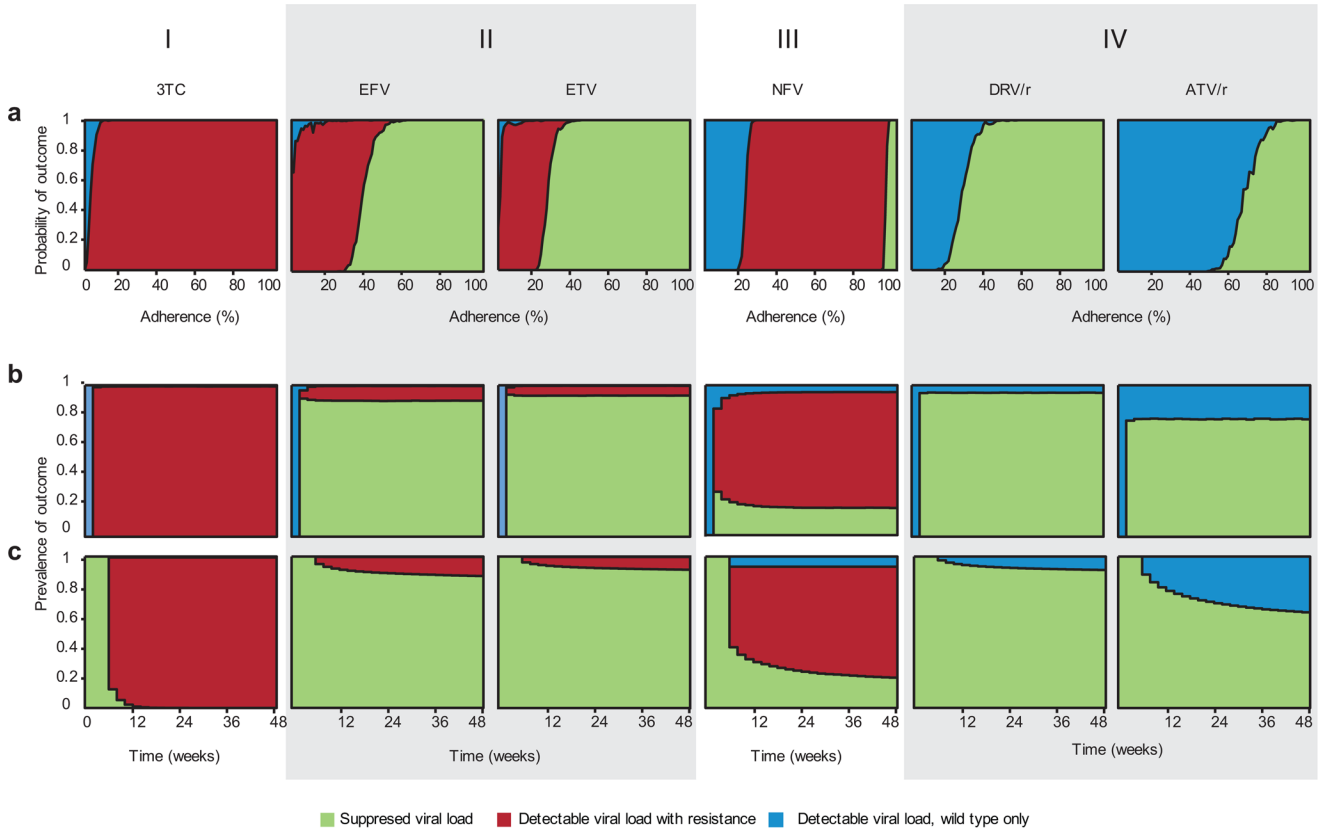 I II III IV
3TC EFV ETV NFV DRV/r ATV/r
a
Probability of outcome
1
0.8
0.6
0.4
0.2
0
0 20 40 60 80 100 20 40 60 80 100 20 40 60 80 100 20 40 60 80 100 20 40 60 80 100 20 40 60 80 100
Adherence (%) Adherence (%) Adherence (%) Adherence (%)
b
Prevalence of outcome
1
0.8
0.6
0.4
0.2
0
c
1
0.8
0.6
0.4
0.2
0
0 12 24 36 48 12 24 36 48 12 24 36 48 12 24 36 48 12 24 36 48 12 24 36 48
Time (weeks) Time (weeks) Time (weeks) Time (weeks)
Suppresed viral load Detectable viral load with resistance Detectable viral load, wild type only